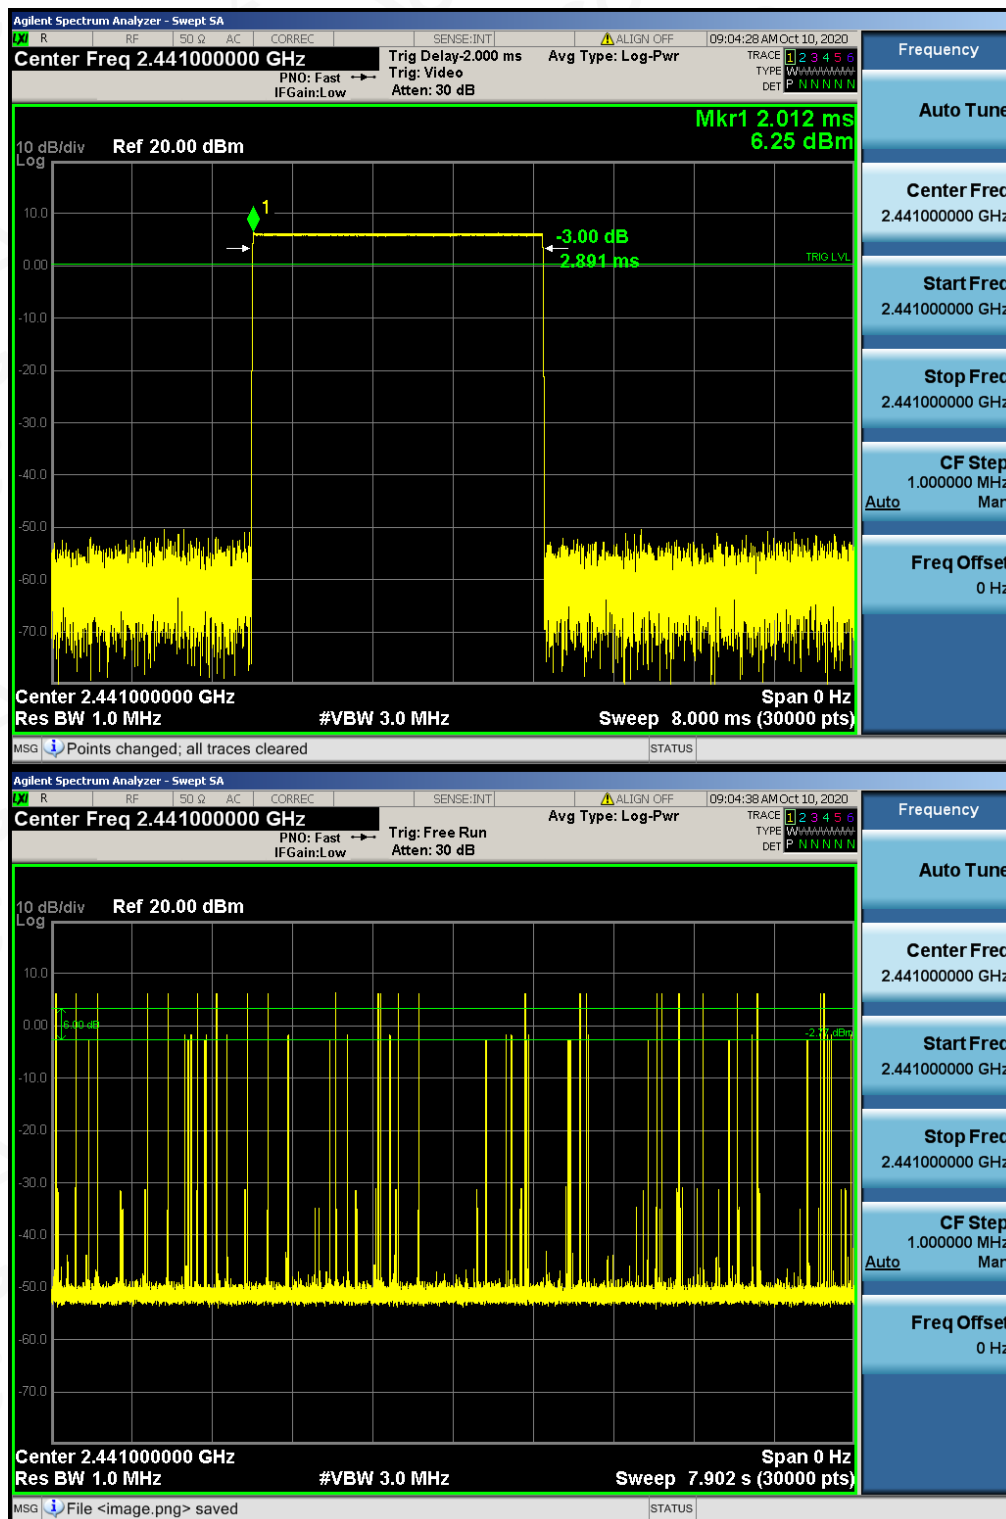 Agilent Spectrum Analyzer - Swept SA
LXI R RF 50 Ω AC CORREC SENSE:INT ALIGN OFF 09:04:28 AM Oct 10, 2020
Center Freq 2.441000000 GHz
Trig Delay-2.000 ms
Avg Type: Log-Pwr
TRACE 1 2 3 4 5 6
PNO: Fast
Trig: Video
TYPE
IFGain:Low
Atten: 30 dB
DET P N N N N N
Mkr1 2.012 ms
6.25 dBm
10 dB/div
Log
Ref 20.00 dBm
1
10.0
-3.00 dB
2.891 ms
TRIG LVL
0.00
-10.0
-20.0
-30.0
-40.0
-50.0
-60.0
-70.0
Center 2.441000000 GHz
Span 0 Hz
Res BW 1.0 MHz
#VBW 3.0 MHz
Sweep 8.000 ms (30000 pts)
MSG Points changed; all traces cleared
STATUS
Frequency
Auto Tune
Center Freq
2.441000000 GHz
Start Freq
2.441000000 GHz
Stop Freq
2.441000000 GHz
CF Step
1.000000 MHz
Auto Man
Freq Offset
0 Hz
Agilent Spectrum Analyzer - Swept SA
LXI R RF 50 Ω AC CORREC SENSE:INT ALIGN OFF 09:04:38 AM Oct 10, 2020
Center Freq 2.441000000 GHz
Avg Type: Log-Pwr
TRACE 1 2 3 4 5 6
PNO: Fast
Trig: Free Run
TYPE
IFGain:Low
Atten: 30 dB
DET P N N N N N
10 dB/div
Log
Ref 20.00 dBm
10.0
0.00
6.00 dB
-2.77 dBm
-10.0
-20.0
-30.0
-40.0
-50.0
-60.0
-70.0
Center 2.441000000 GHz
Span 0 Hz
Res BW 1.0 MHz
#VBW 3.0 MHz
Sweep 7.902 s (30000 pts)
MSG File <image.png> saved
STATUS
Frequency
Auto Tune
Center Freq
2.441000000 GHz
Start Freq
2.441000000 GHz
Stop Freq
2.441000000 GHz
CF Step
1.000000 MHz
Auto Man
Freq Offset
0 Hz